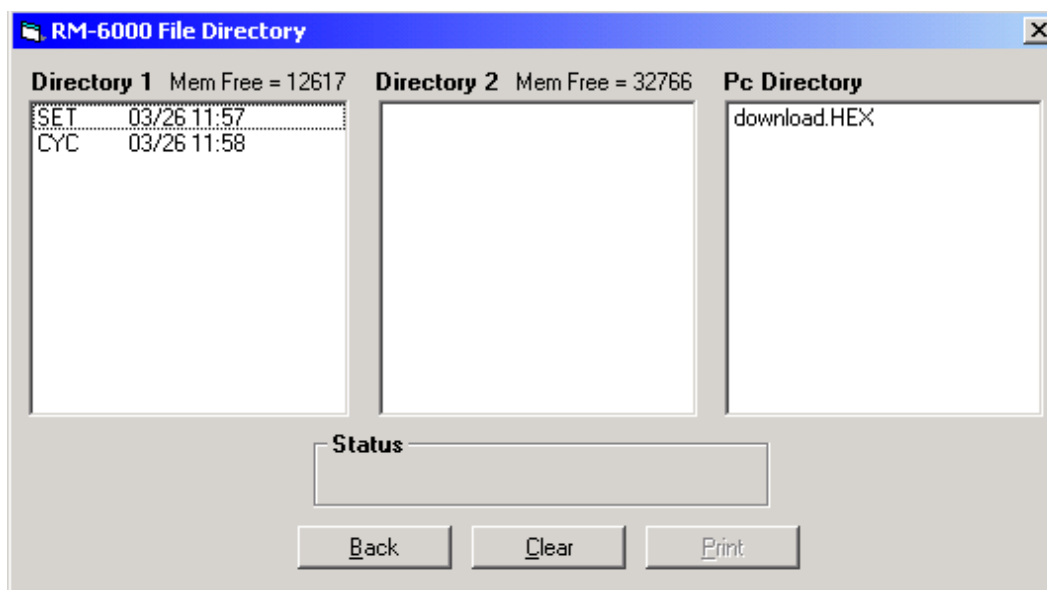 RM-6000 File Directory
Directory 1 Mem Free = 12617 Directory 2 Mem Free = 32766 Pc Directory
SET 03/26 11:57
CYC 03/26 11:58
download.HEX
Status
Back Clear Print